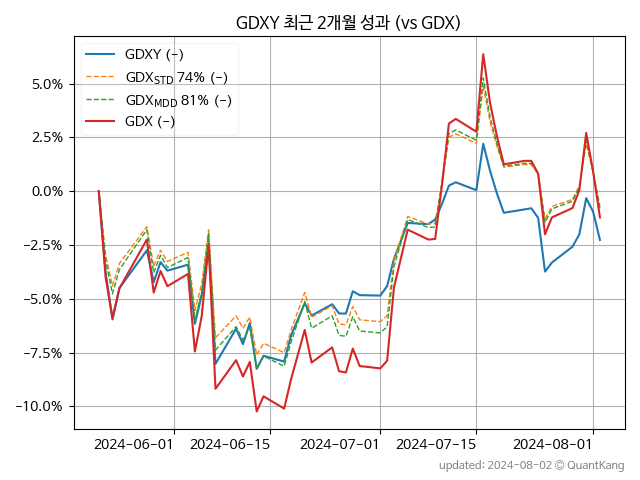 GDXY 최근 2개월 성과 (vs GDX)
GDXY (-)
GDX_STD 74% (-)
GDX_MDD 81% (-)
GDX (-)
5.0%
2.5%
0.0%
−2.5%
−5.0%
−7.5%
−10.0%
2024-06-01 2024-06-15 2024-07-01 2024-07-15 2024-08-01
updated: 2024-08-02 © QuantKang